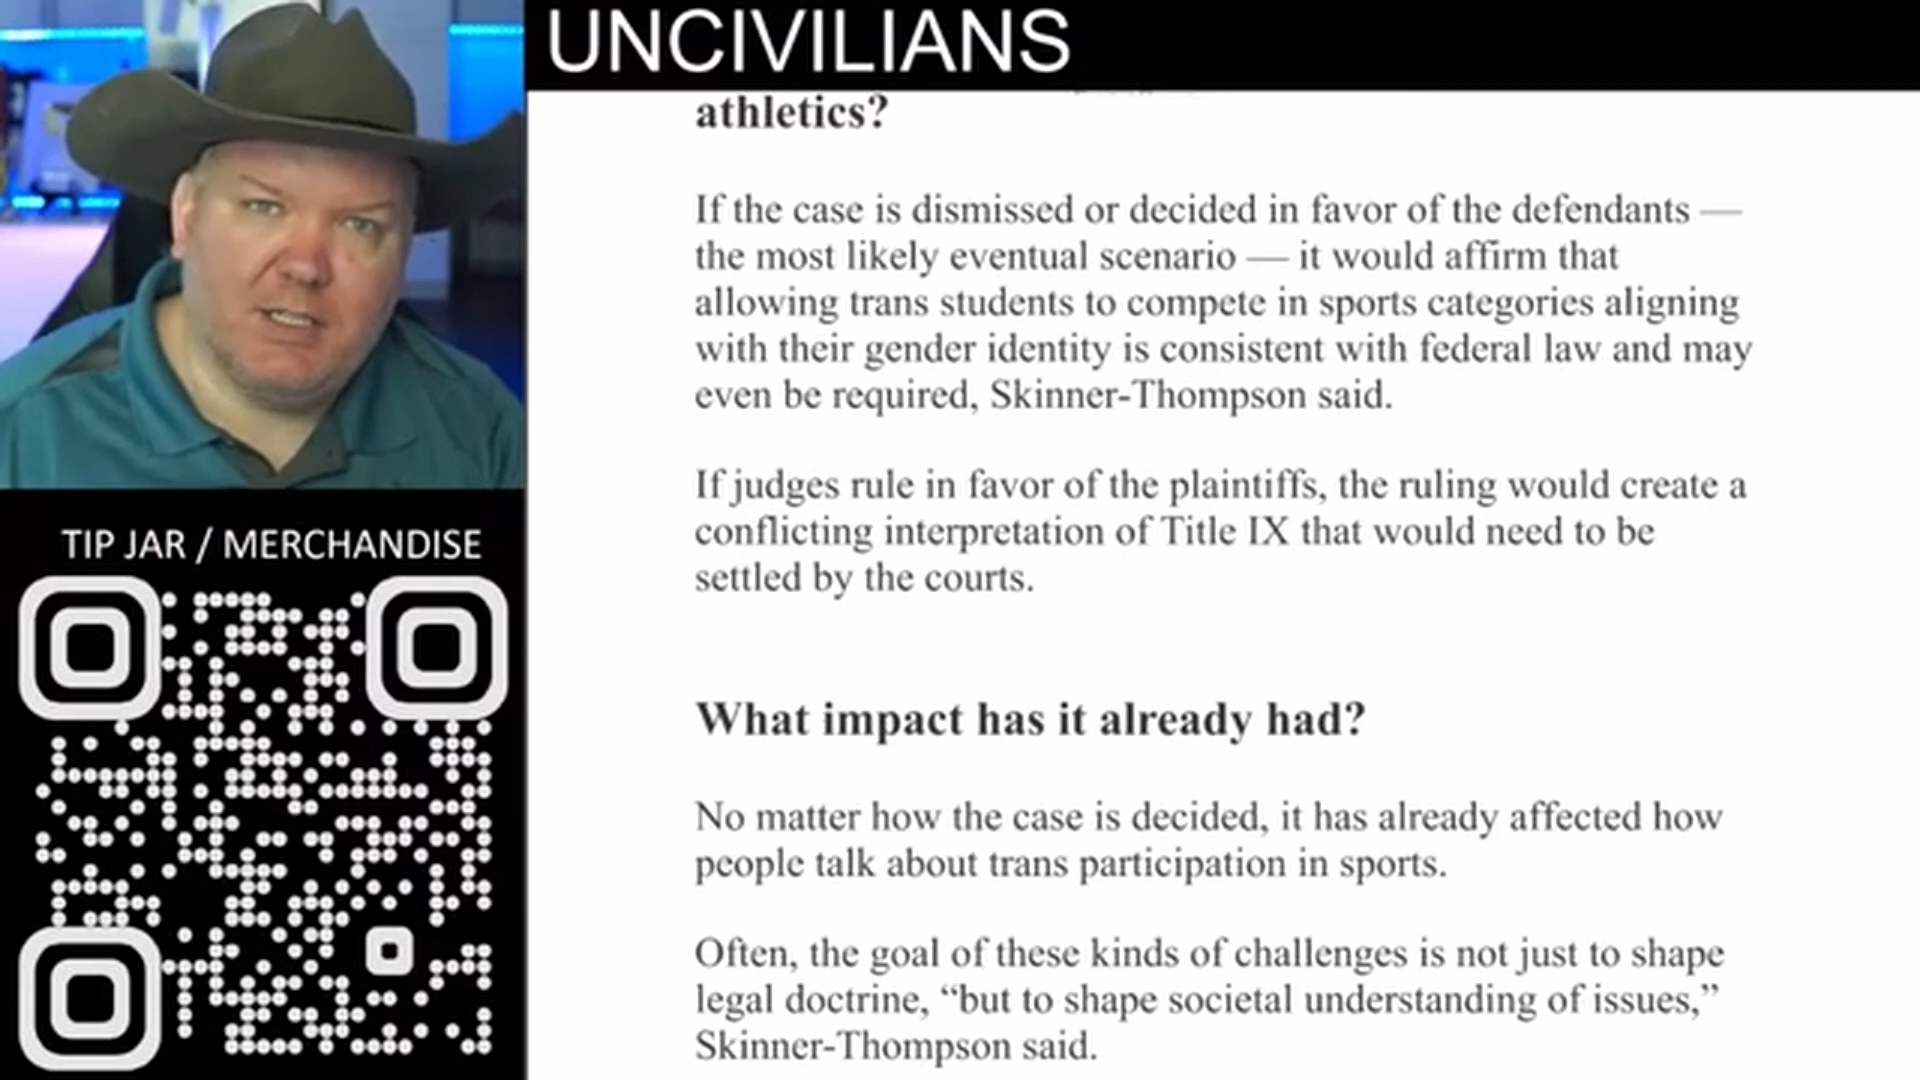 UNCIVILIANS
athletics?
If the case is dismissed or decided in favor of the defendants —
the most likely eventual scenario — it would affirm that
allowing trans students to compete in sports categories aligning
with their gender identity is consistent with federal law and may
even be required, Skinner-Thompson said.
If judges rule in favor of the plaintiffs, the ruling would create a
conflicting interpretation of Title IX that would need to be
settled by the courts.
What impact has it already had?
No matter how the case is decided, it has already affected how
people talk about trans participation in sports.
Often, the goal of these kinds of challenges is not just to shape
legal doctrine, “but to shape societal understanding of issues,”
Skinner-Thompson said.
TIP JAR / MERCHANDISE